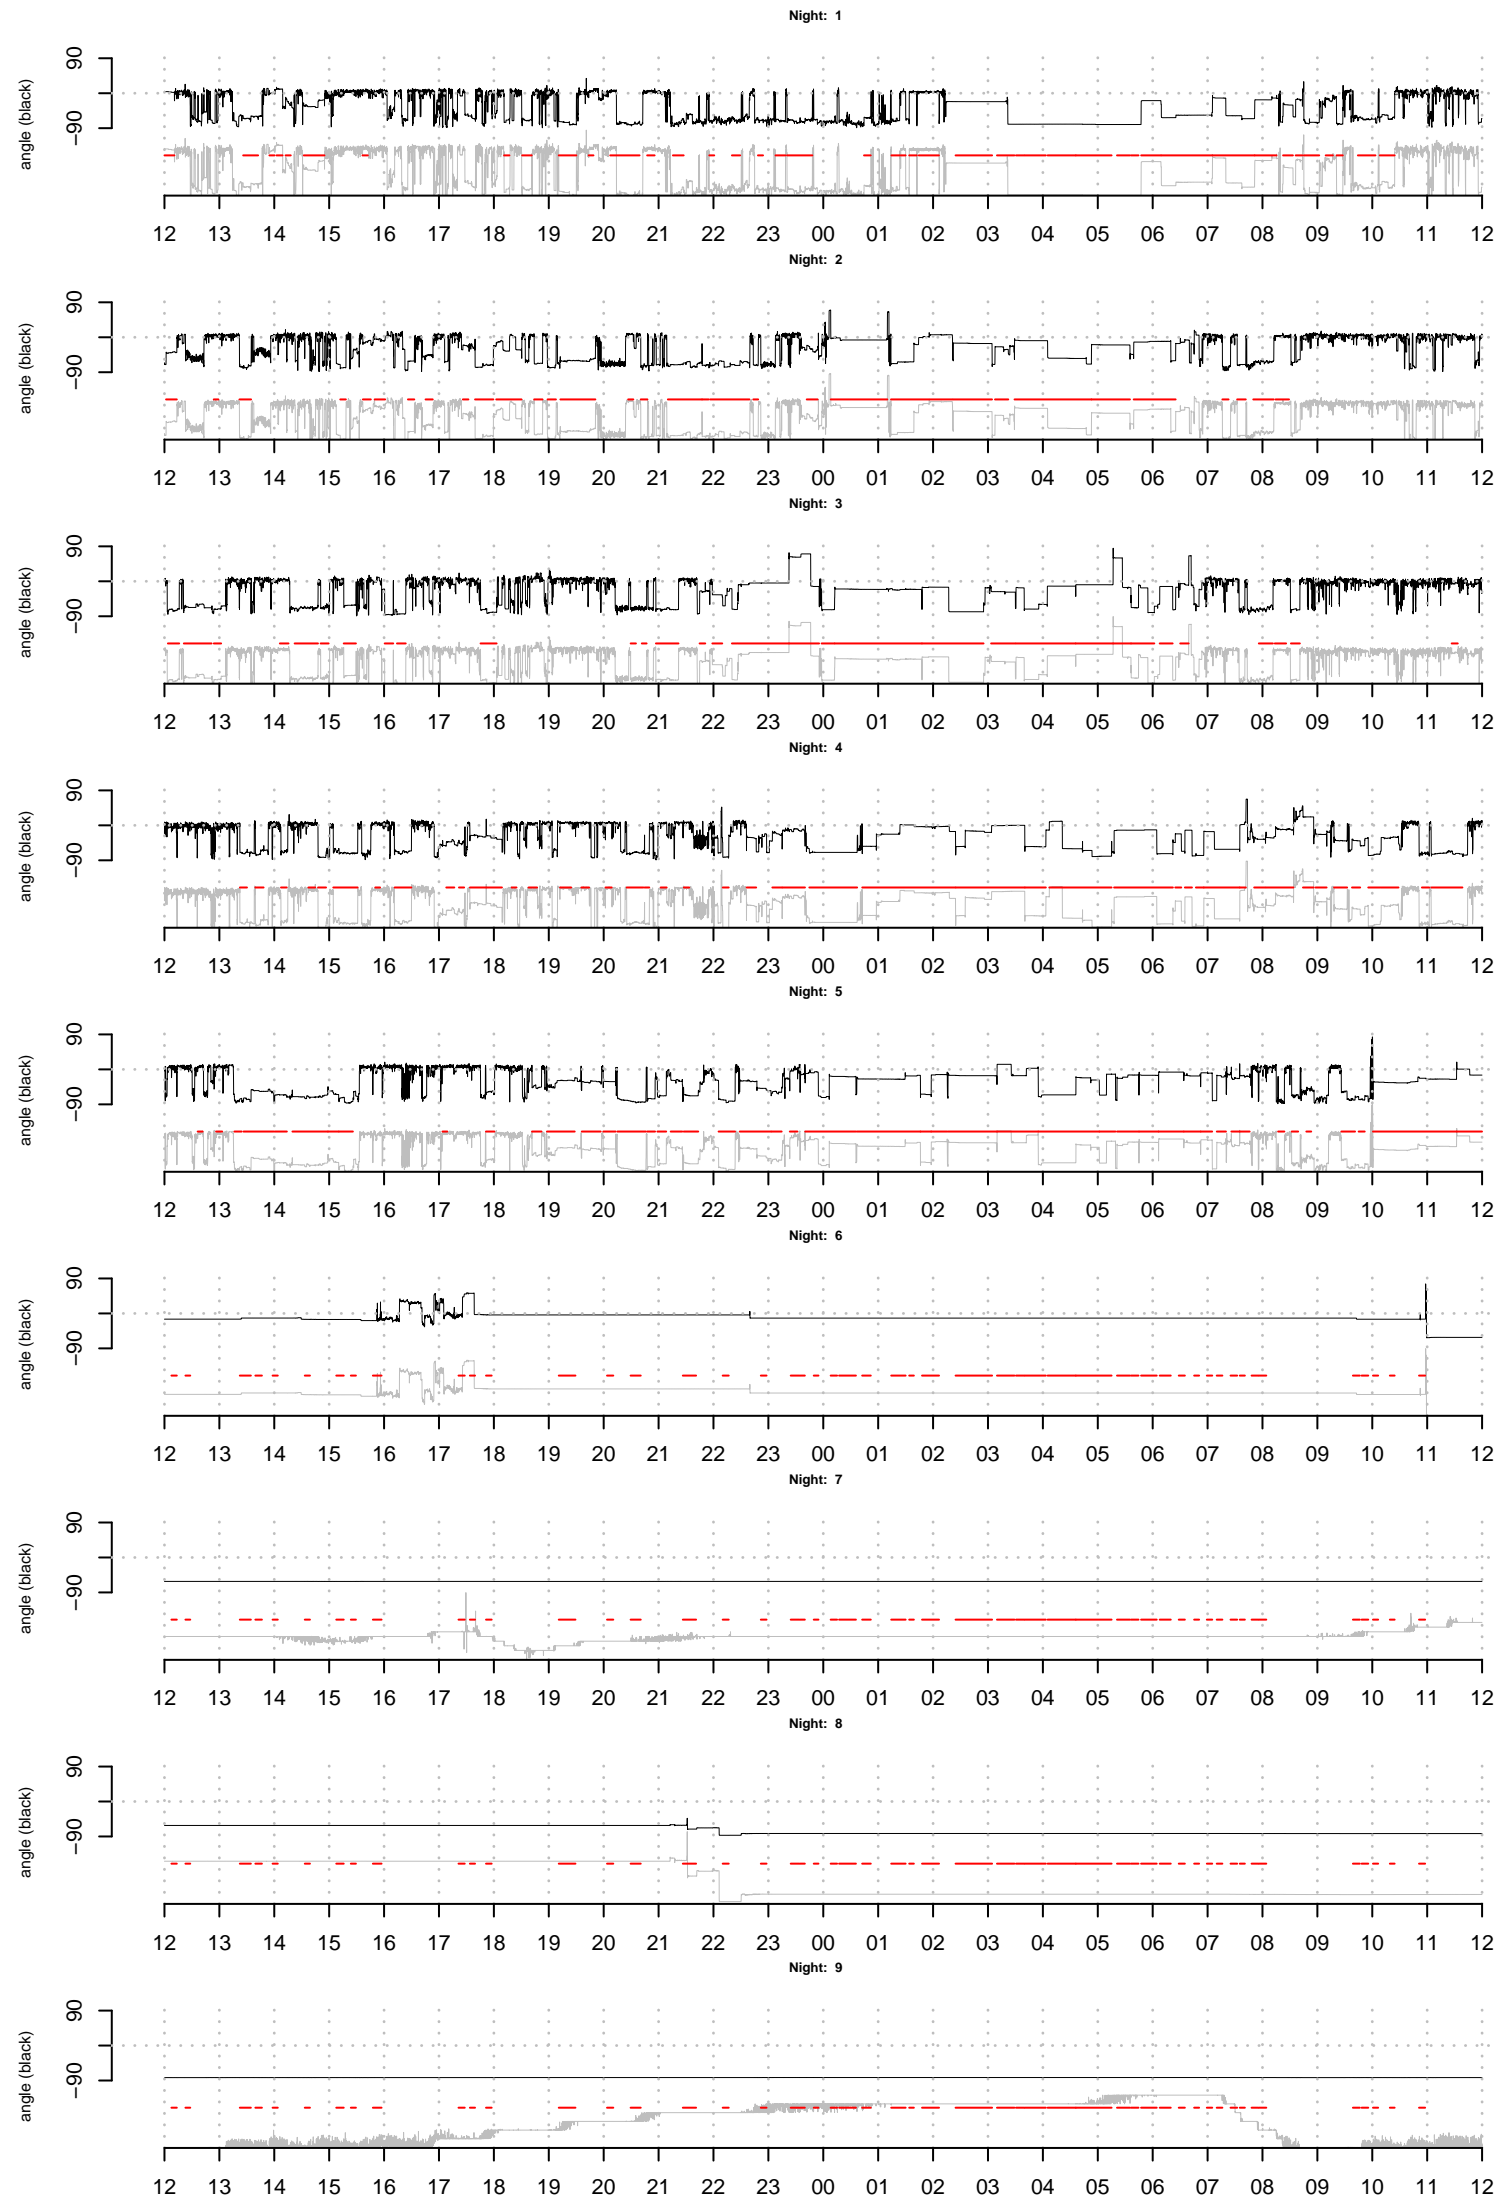 Night: 1
90
-90
angle (black)
12 13 14 15 16 17 18 19 20 21 22 23 00 01 02 03 04 05 06 07 08 09 10 11 12
Night: 2
90
-90
angle (black)
12 13 14 15 16 17 18 19 20 21 22 23 00 01 02 03 04 05 06 07 08 09 10 11 12
Night: 3
90
-90
angle (black)
12 13 14 15 16 17 18 19 20 21 22 23 00 01 02 03 04 05 06 07 08 09 10 11 12
Night: 4
90
-90
angle (black)
12 13 14 15 16 17 18 19 20 21 22 23 00 01 02 03 04 05 06 07 08 09 10 11 12
Night: 5
90
-90
angle (black)
12 13 14 15 16 17 18 19 20 21 22 23 00 01 02 03 04 05 06 07 08 09 10 11 12
Night: 6
90
-90
angle (black)
12 13 14 15 16 17 18 19 20 21 22 23 00 01 02 03 04 05 06 07 08 09 10 11 12
Night: 7
90
-90
angle (black)
12 13 14 15 16 17 18 19 20 21 22 23 00 01 02 03 04 05 06 07 08 09 10 11 12
Night: 8
90
-90
angle (black)
12 13 14 15 16 17 18 19 20 21 22 23 00 01 02 03 04 05 06 07 08 09 10 11 12
Night: 9
90
-90
angle (black)
12 13 14 15 16 17 18 19 20 21 22 23 00 01 02 03 04 05 06 07 08 09 10 11 12